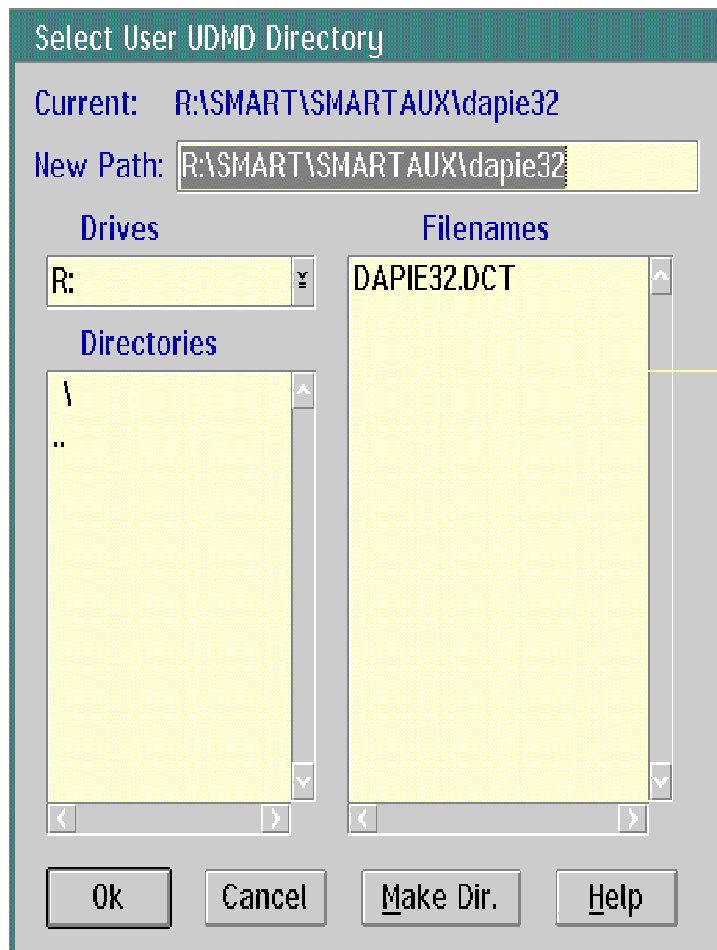 Select User UDMD Directory
Current: R:\SMART\SMARTAUX\dapie32
New Path: R:\SMART\SMARTAUX\dapie32
Drives Filenames
R: DAPIE32.DCT
Directories
\
..
Ok Cancel Make Dir. Help